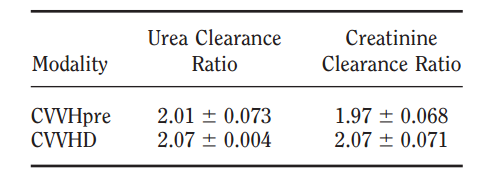 Modality Urea Clearance Ratio Creatinine Clearance Ratio
CVVHpre 2.01 ± 0.073 1.97 ± 0.068
CVVHD 2.07 ± 0.004 2.07 ± 0.071